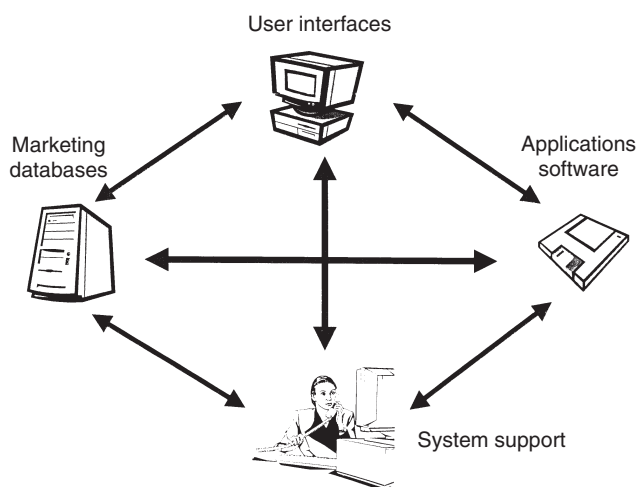 User interfaces
Marketing
databases
Applications
software
System support